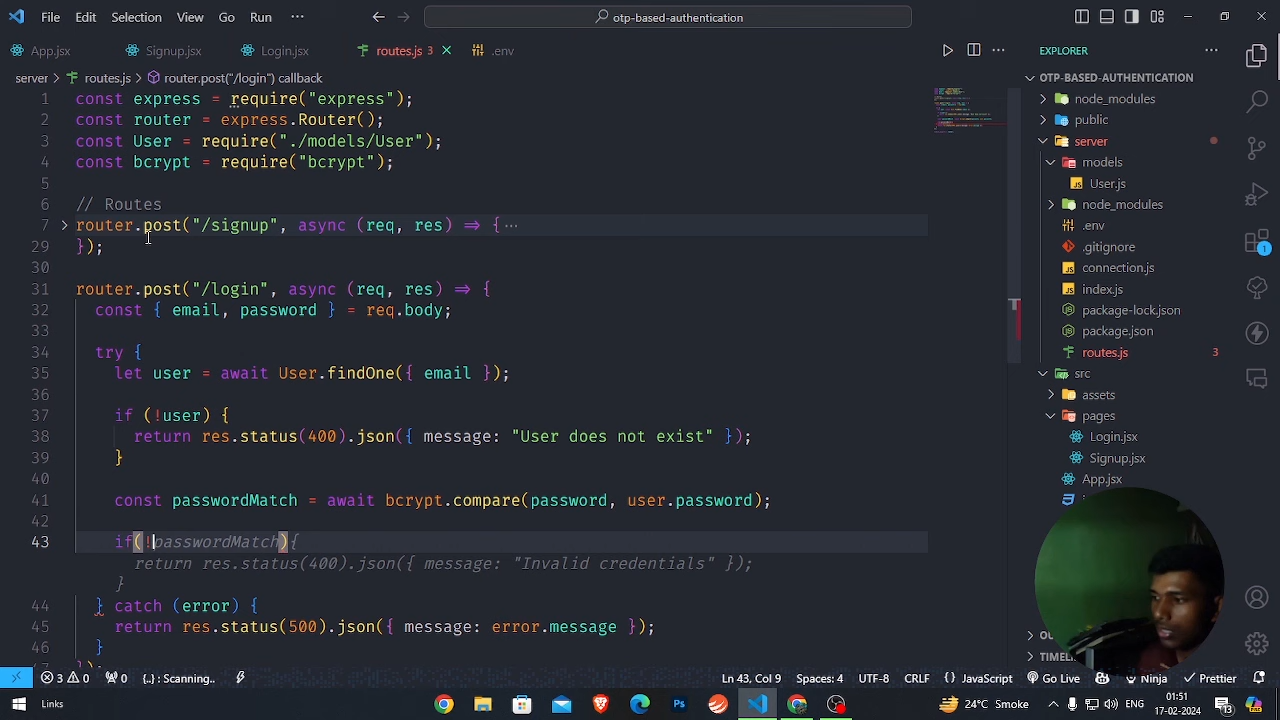 File Edit Selection View Go Run ... otp-based-authentication
App.jsx Signup.jsx Login.jsx routes.js 3 .env
server > routes.js > router.post("/login") callback
1 const express = require("express");
2 const router = express.Router();
3 const User = require( "./models/User");
4 const bcrypt = require("bcrypt");
5
6 // Routes
7 router.post("/signup", async (req, res) => { ...
29 });
30
31 router.post("/login", async (req, res) => {
32 const { email, password } = req.body;
33
34 try {
35 let user = await User.findOne({ email });
36
37 if (!user) {
38 return res.status(400).json({ message: "User does not exist" });
39 }
40
41 const passwordMatch = await bcrypt.compare(password, user.password);
42
43 if( !passwordMatch){
return res.status(400).json({ message: "Invalid credentials" });
}
44 } catch (error) {
45 return res.status(500).json({ message: error.message });
46 }
EXPLORER ...
OTP-BASED-AUTHENTICATION
node_modules
public
server
models
User.js
node_modules
.env
.gitignore
connection.js
index.js
package-lock.json
package.json
routes.js 3
src
assets
pages
Login.jsx
Signup.jsx
OU
TIMELIN
1
3 0 0 {..}: Scanning.. Ln 43, Col 9 Spaces: 4 UTF-8 CRLF {} JavaScript Go Live Ninja Prettier
Links 24°C Smoke ENG 01:51 17-02-2024